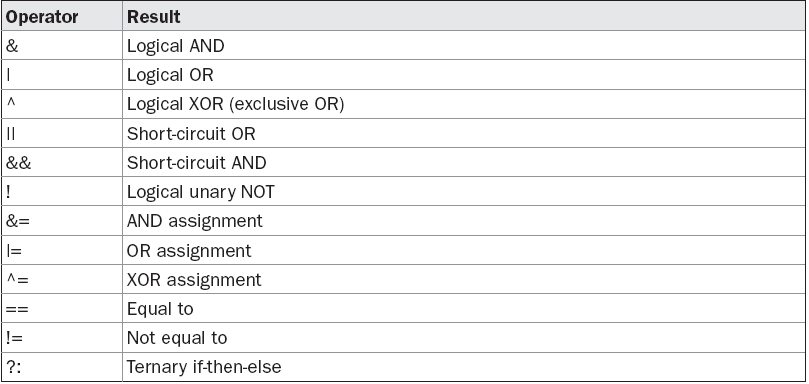 Operator Result
& Logical AND
| Logical OR
^ Logical XOR (exclusive OR)
|| Short-circuit OR
&& Short-circuit AND
! Logical unary NOT
&= AND assignment
|= OR assignment
^= XOR assignment
== Equal to
!= Not equal to
?: Ternary if-then-else